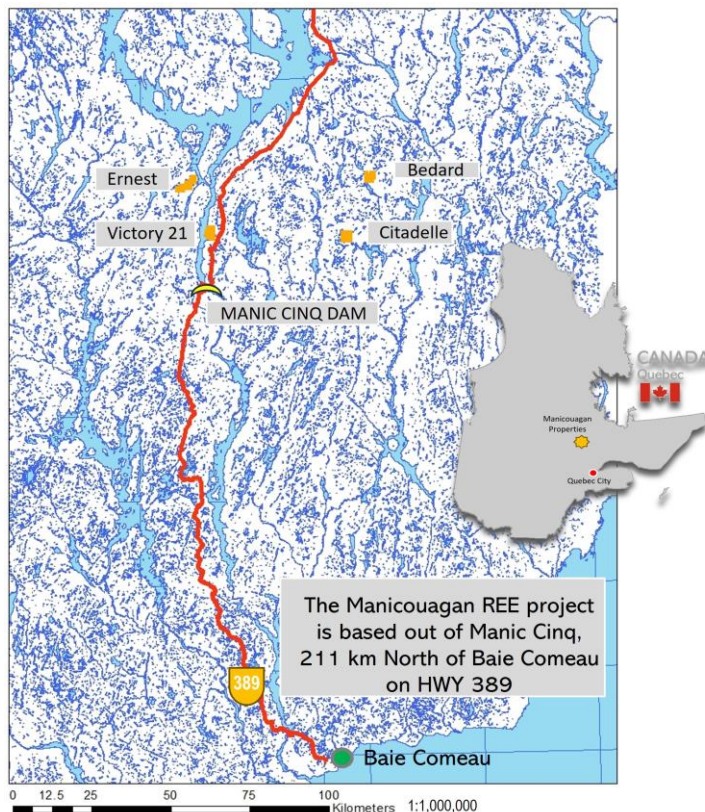 Ernest
Bedard
Victory 21
Citadelle
MANIC CINQ DAM
CANADA
Quebec
Manicouagan
Properties
Quebec City
The Manicouagan REE project
is based out of Manic Cinq,
211 km North of Baie Comeau
on HWY 389
389
Baie Comeau
0 12.5 25 50 75 100
Kilometers 1:1,000,000